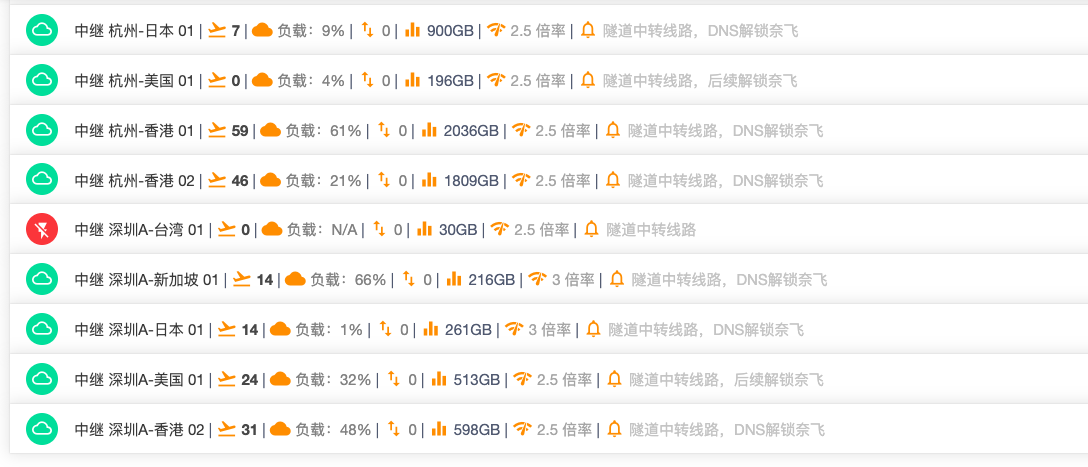 中继 杭州-日本 01 | 7 | 负载：9% | 0 | 900GB | 2.5 倍率 | 隧道中转线路，DNS解锁奈飞
中继 杭州-美国 01 | 0 | 负载：4% | 0 | 196GB | 2.5 倍率 | 隧道中转线路，后续解锁奈飞
中继 杭州-香港 01 | 59 | 负载：61% | 0 | 2036GB | 2.5 倍率 | 隧道中转线路，DNS解锁奈飞
中继 杭州-香港 02 | 46 | 负载：21% | 0 | 1809GB | 2.5 倍率 | 隧道中转线路，DNS解锁奈飞
中继 深圳A-台湾 01 | 0 | 负载：N/A | 0 | 30GB | 2.5 倍率 | 隧道中转线路
中继 深圳A-新加坡 01 | 14 | 负载：66% | 0 | 216GB | 3 倍率 | 隧道中转线路，DNS解锁奈飞
中继 深圳A-日本 01 | 14 | 负载：1% | 0 | 261GB | 3 倍率 | 隧道中转线路，DNS解锁奈飞
中继 深圳A-美国 01 | 24 | 负载：32% | 0 | 513GB | 2.5 倍率 | 隧道中转线路，后续解锁奈飞
中继 深圳A-香港 02 | 31 | 负载：48% | 0 | 598GB | 2.5 倍率 | 隧道中转线路，DNS解锁奈飞